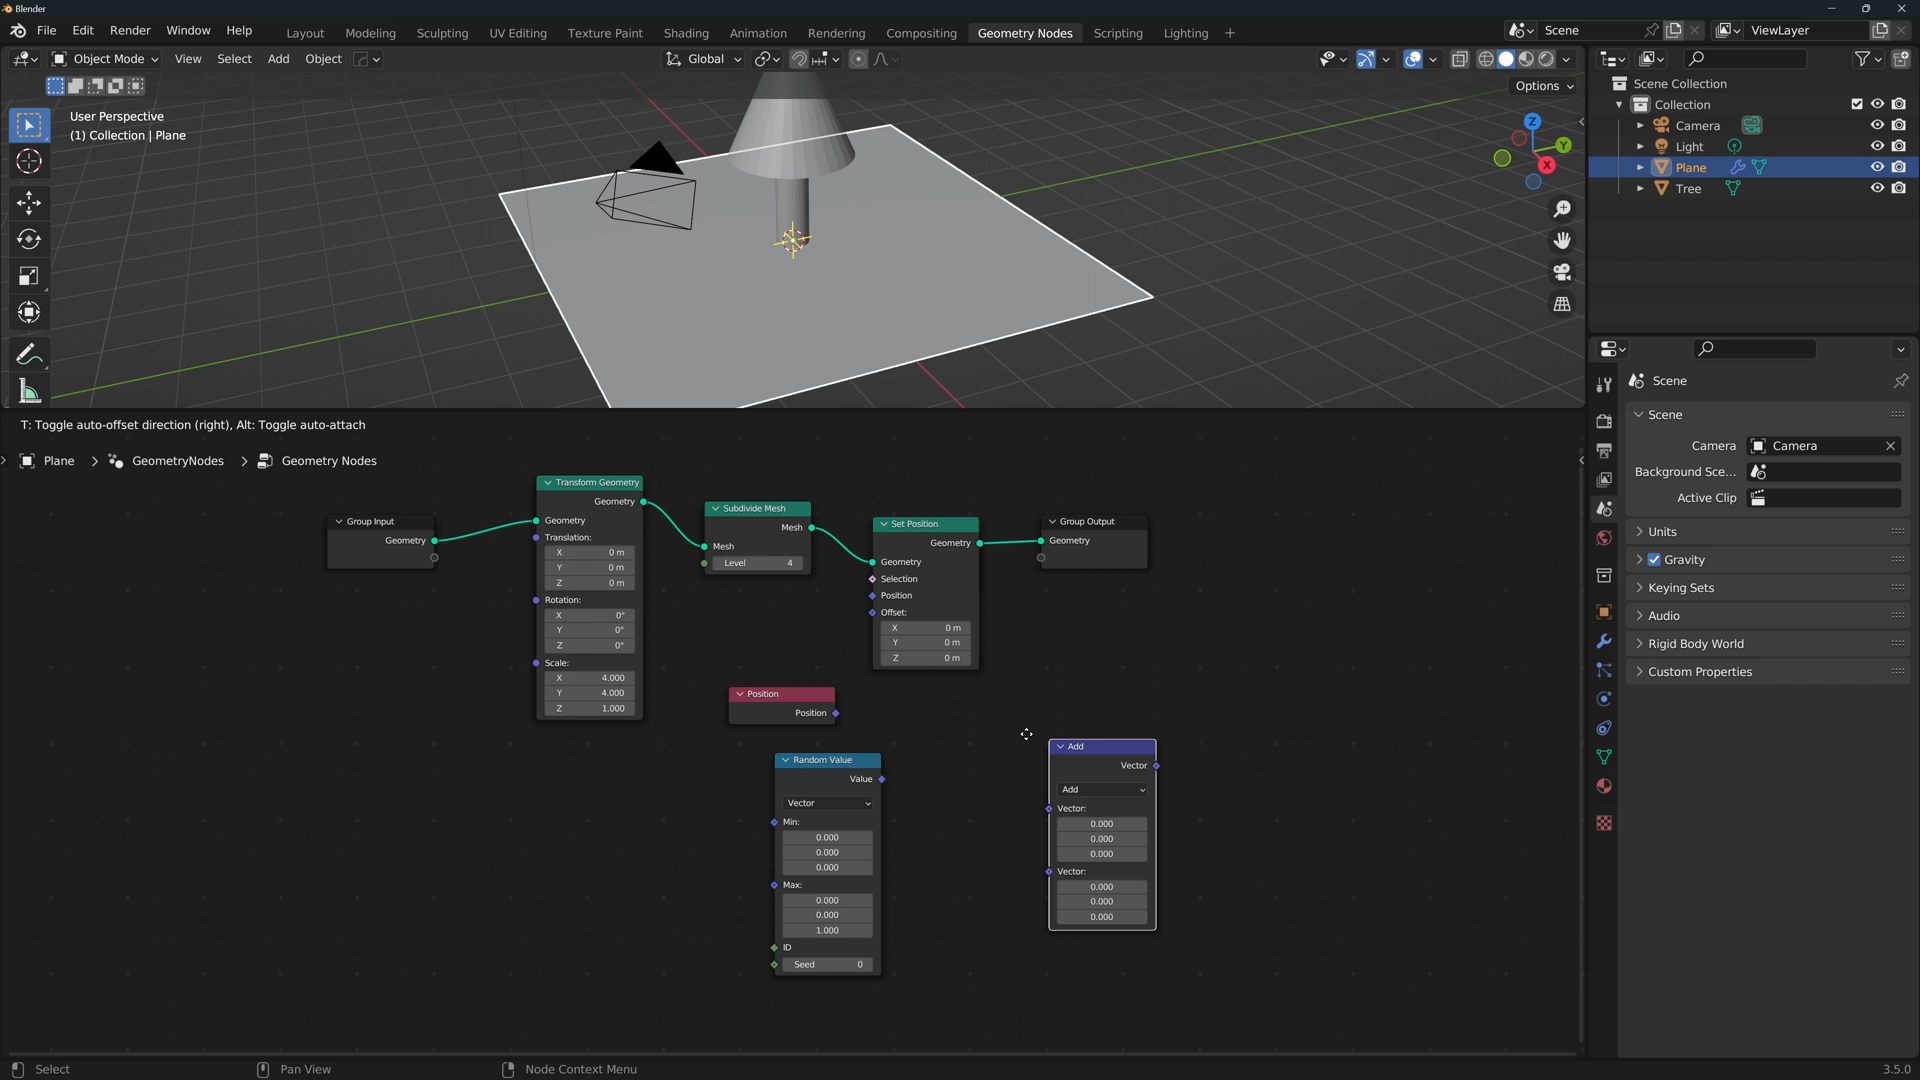 Blender
File Edit Render Window Help Layout Modeling Sculpting UV Editing Texture Paint Shading Animation Rendering Compositing Geometry Nodes Scripting Lighting + Scene ViewLayer
Object Mode View Select Add Object Global
Options
User Perspective
(1) Collection | Plane
Z
Y
X
Scene Collection
Collection
Camera
Light
Plane
Tree
T: Toggle auto-offset direction (right), Alt: Toggle auto-attach
Plane > GeometryNodes > Geometry Nodes
Group Input
Geometry
Transform Geometry
Geometry
Geometry
Translation:
X 0 m
Y 0 m
Z 0 m
Rotation:
X 0°
Y 0°
Z 0°
Scale:
X 4.000
Y 4.000
Z 1.000
Subdivide Mesh
Mesh
Mesh
Level 4
Set Position
Geometry
Geometry
Selection
Position
Offset:
X 0 m
Y 0 m
Z 0 m
Group Output
Geometry
Position
Position
Random Value
Value
Vector
Min:
0.000
0.000
0.000
Max:
0.000
0.000
1.000
ID
Seed 0
Add
Vector
Add
Vector:
0.000
0.000
0.000
Vector:
0.000
0.000
0.000
Scene
Scene
Camera Camera
Background Sce...
Active Clip
Units
Gravity
Keying Sets
Audio
Rigid Body World
Custom Properties
Select Pan View Node Context Menu 3.5.0